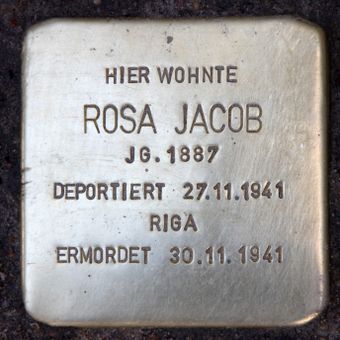 HIER WOHNTE
ROSA JACOB
JG. 1887
DEPORTIERT 27.11.1941
RIGA
ERMORDET 30.11.1941